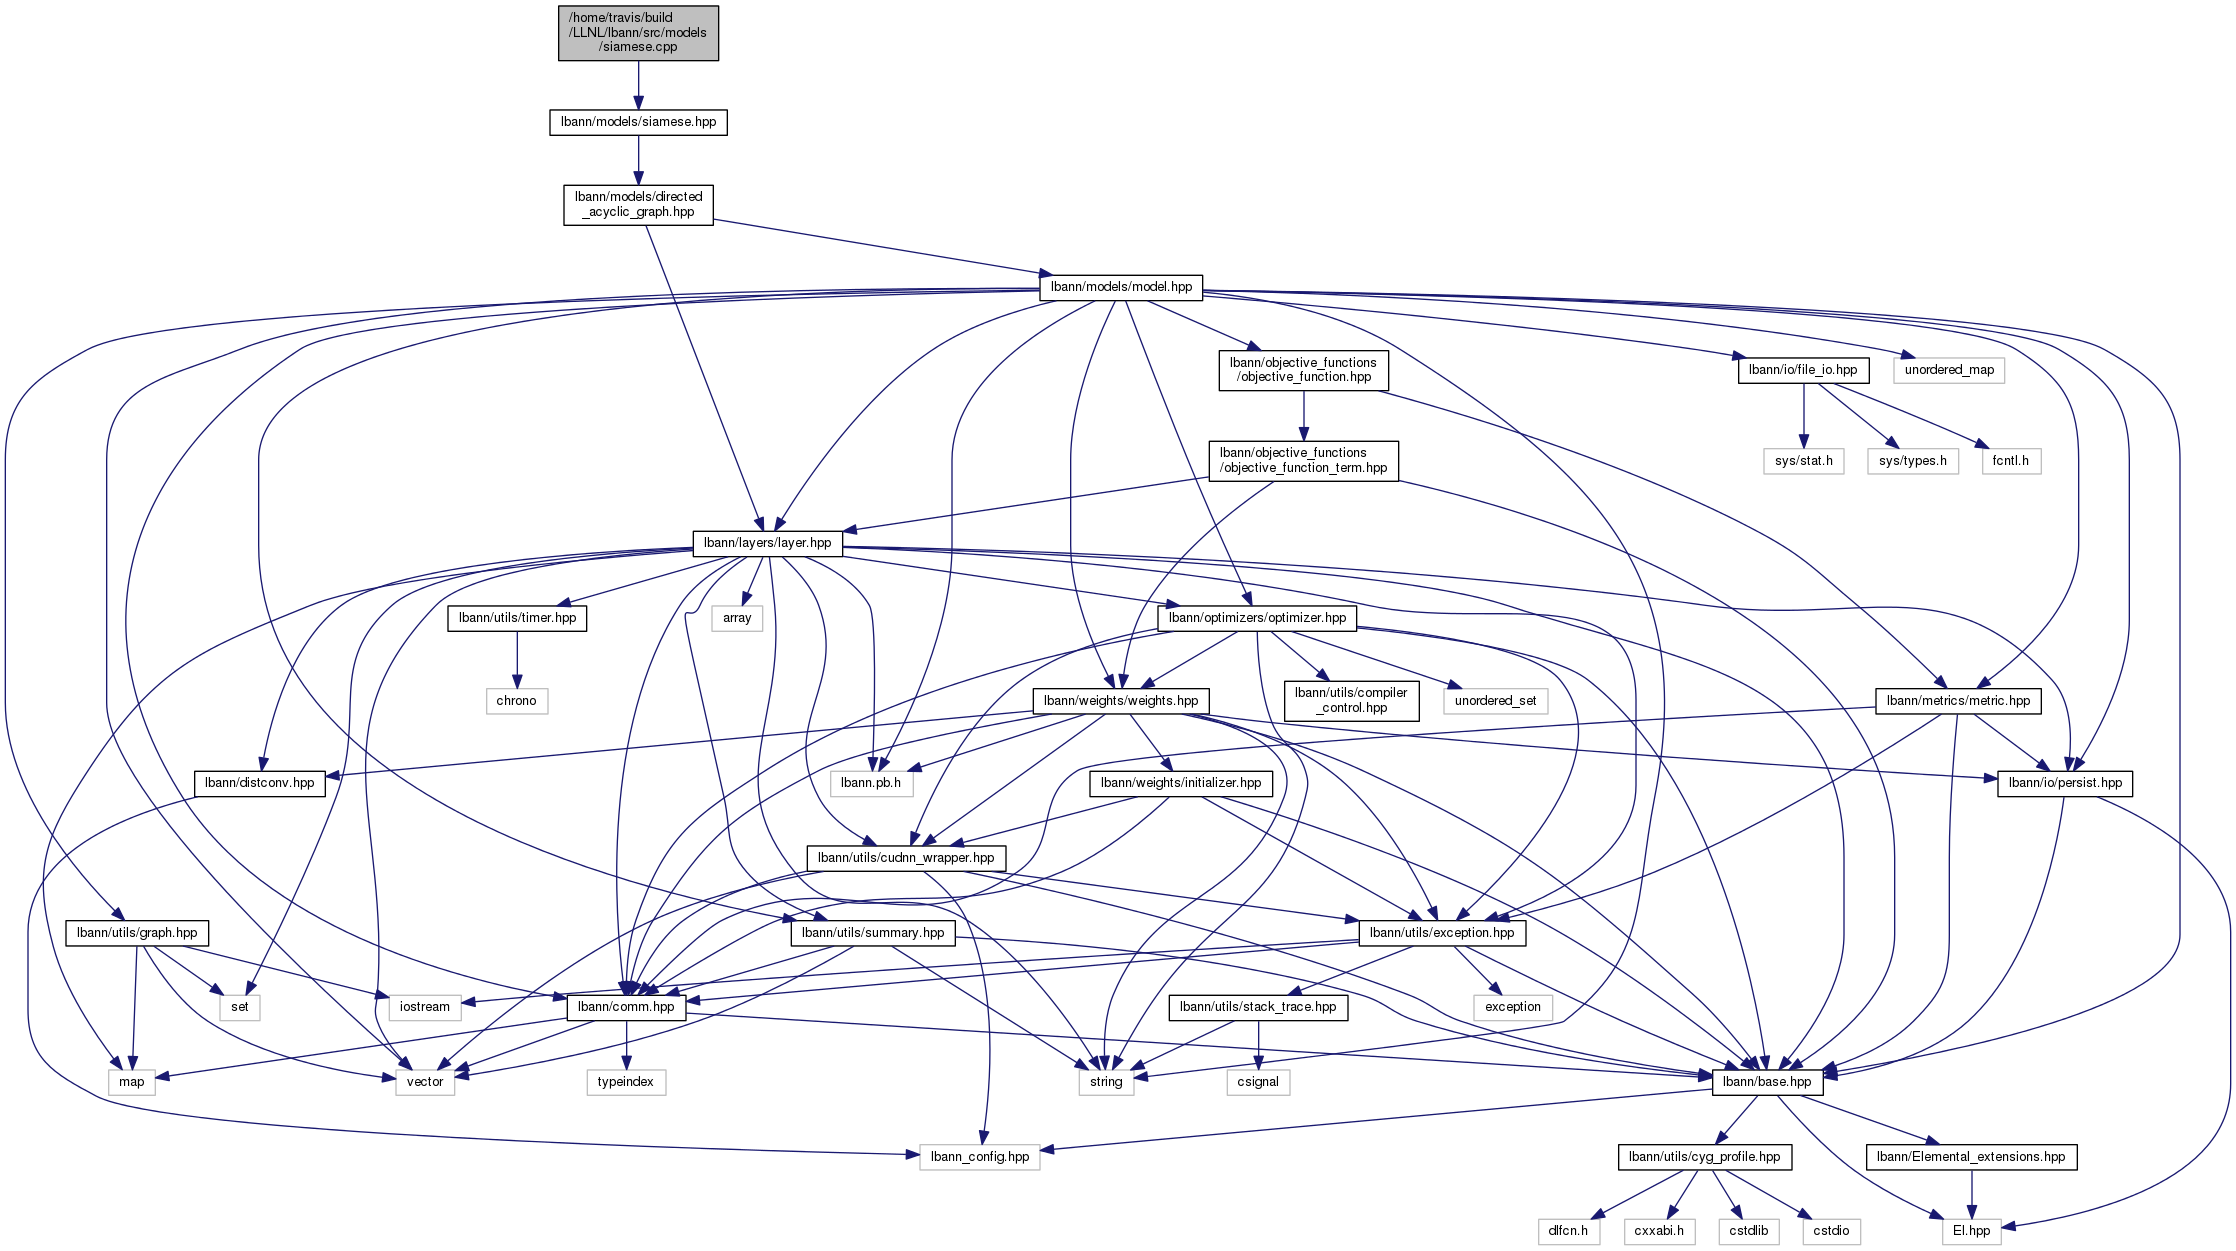 /home/travis/build
/LLNL/lbann/src/models
/siamese.cpp
lbann/models/siamese.hpp
lbann/models/directed
_acyclic_graph.hpp
lbann/models/model.hpp
lbann/objective_functions
/objective_function.hpp
lbann/io/file_io.hpp
unordered_map
lbann/objective_functions
/objective_function_term.hpp
sys/stat.h
sys/types.h
fcntl.h
lbann/layers/layer.hpp
lbann/utils/timer.hpp
array
lbann/optimizers/optimizer.hpp
chrono
lbann/weights/weights.hpp
lbann/utils/compiler
_control.hpp
unordered_set
lbann/metrics/metric.hpp
lbann/distconv.hpp
lbann.pb.h
lbann/weights/initializer.hpp
lbann/io/persist.hpp
lbann/utils/cudnn_wrapper.hpp
lbann/utils/graph.hpp
lbann/utils/summary.hpp
lbann/utils/exception.hpp
set
iostream
lbann/comm.hpp
lbann/utils/stack_trace.hpp
exception
map
vector
typeindex
string
csignal
lbann/base.hpp
lbann_config.hpp
lbann/utils/cyg_profile.hpp
lbann/Elemental_extensions.hpp
dlfcn.h
cxxabi.h
cstdlib
cstdio
El.hpp